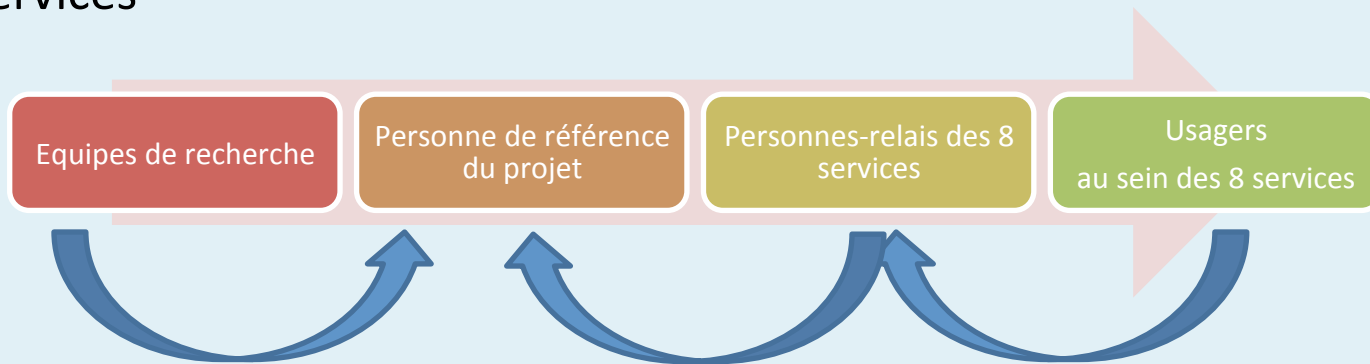 ervices
Equipes de recherche
Personne de référence
du projet
Personnes-relais des 8
services
Usagers
au sein des 8 services